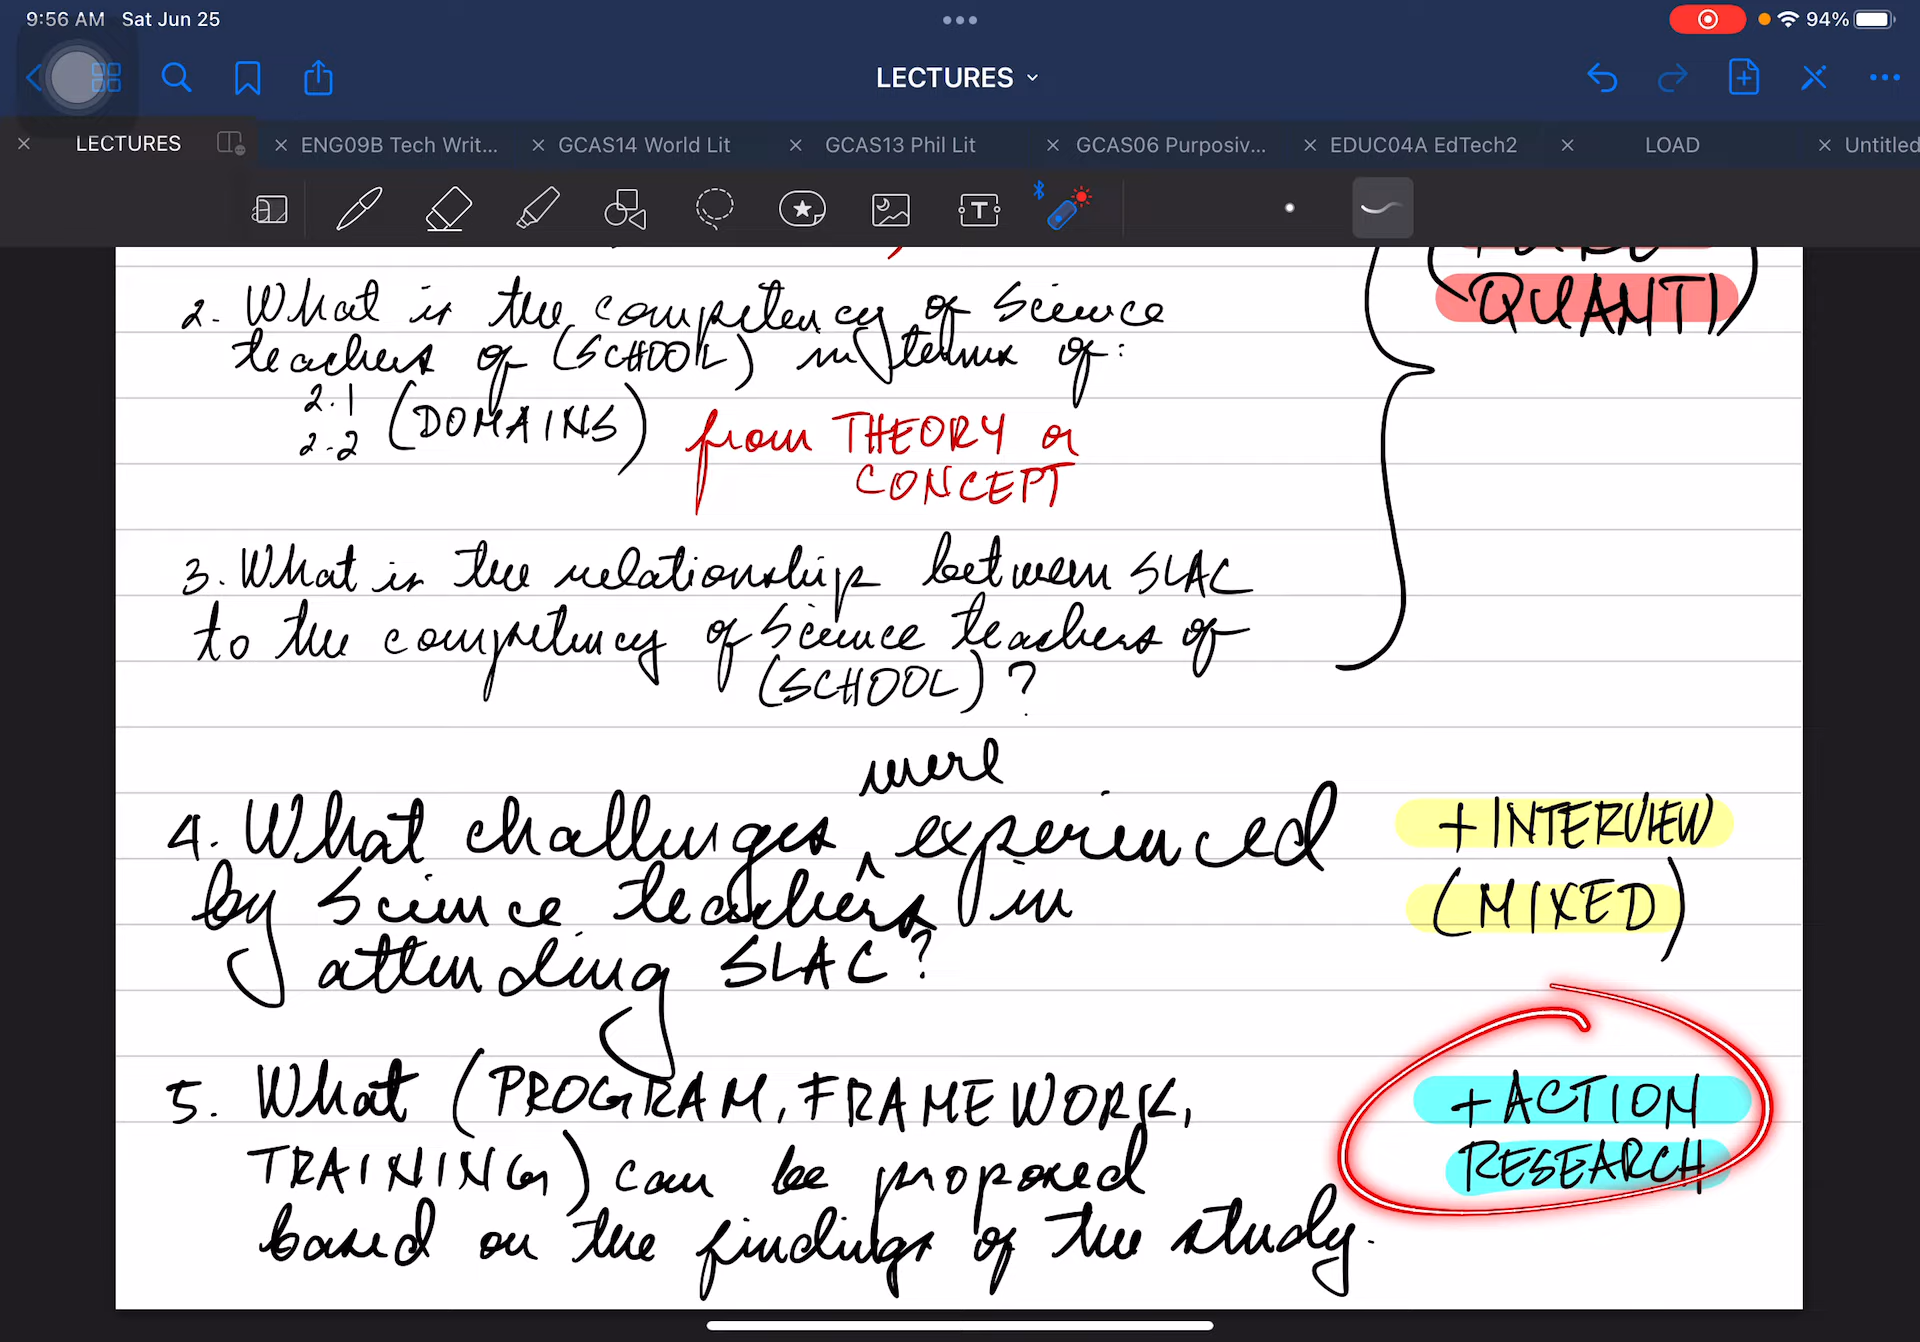 9:56 AM Sat Jun 25
94%
LECTURES
LECTURES
ENG09B Tech Writ...
GCAS14 World Lit
GCAS13 Phil Lit
GCAS06 Purposiv...
EDUC04A EdTech2
LOAD
Untitled
QUANTI)
2. What is the competency of Science
teachers of (SCHOOL) in terms of:
2.1
2.2 (DOMAINS)
from THEORY or
CONCEPT
3. What is the relationship between SLAC
to the competency of Science teachers of
(SCHOOL)?
were
4. What challenges ^ experienced
by Science teachers in
attending SLAC?
+ INTERVIEW
(MIXED)
5. What (PROGRAM, FRAMEWORK,
TRAINING) can be proposed
based on the findings of the study.
+ ACTION
RESEARCH